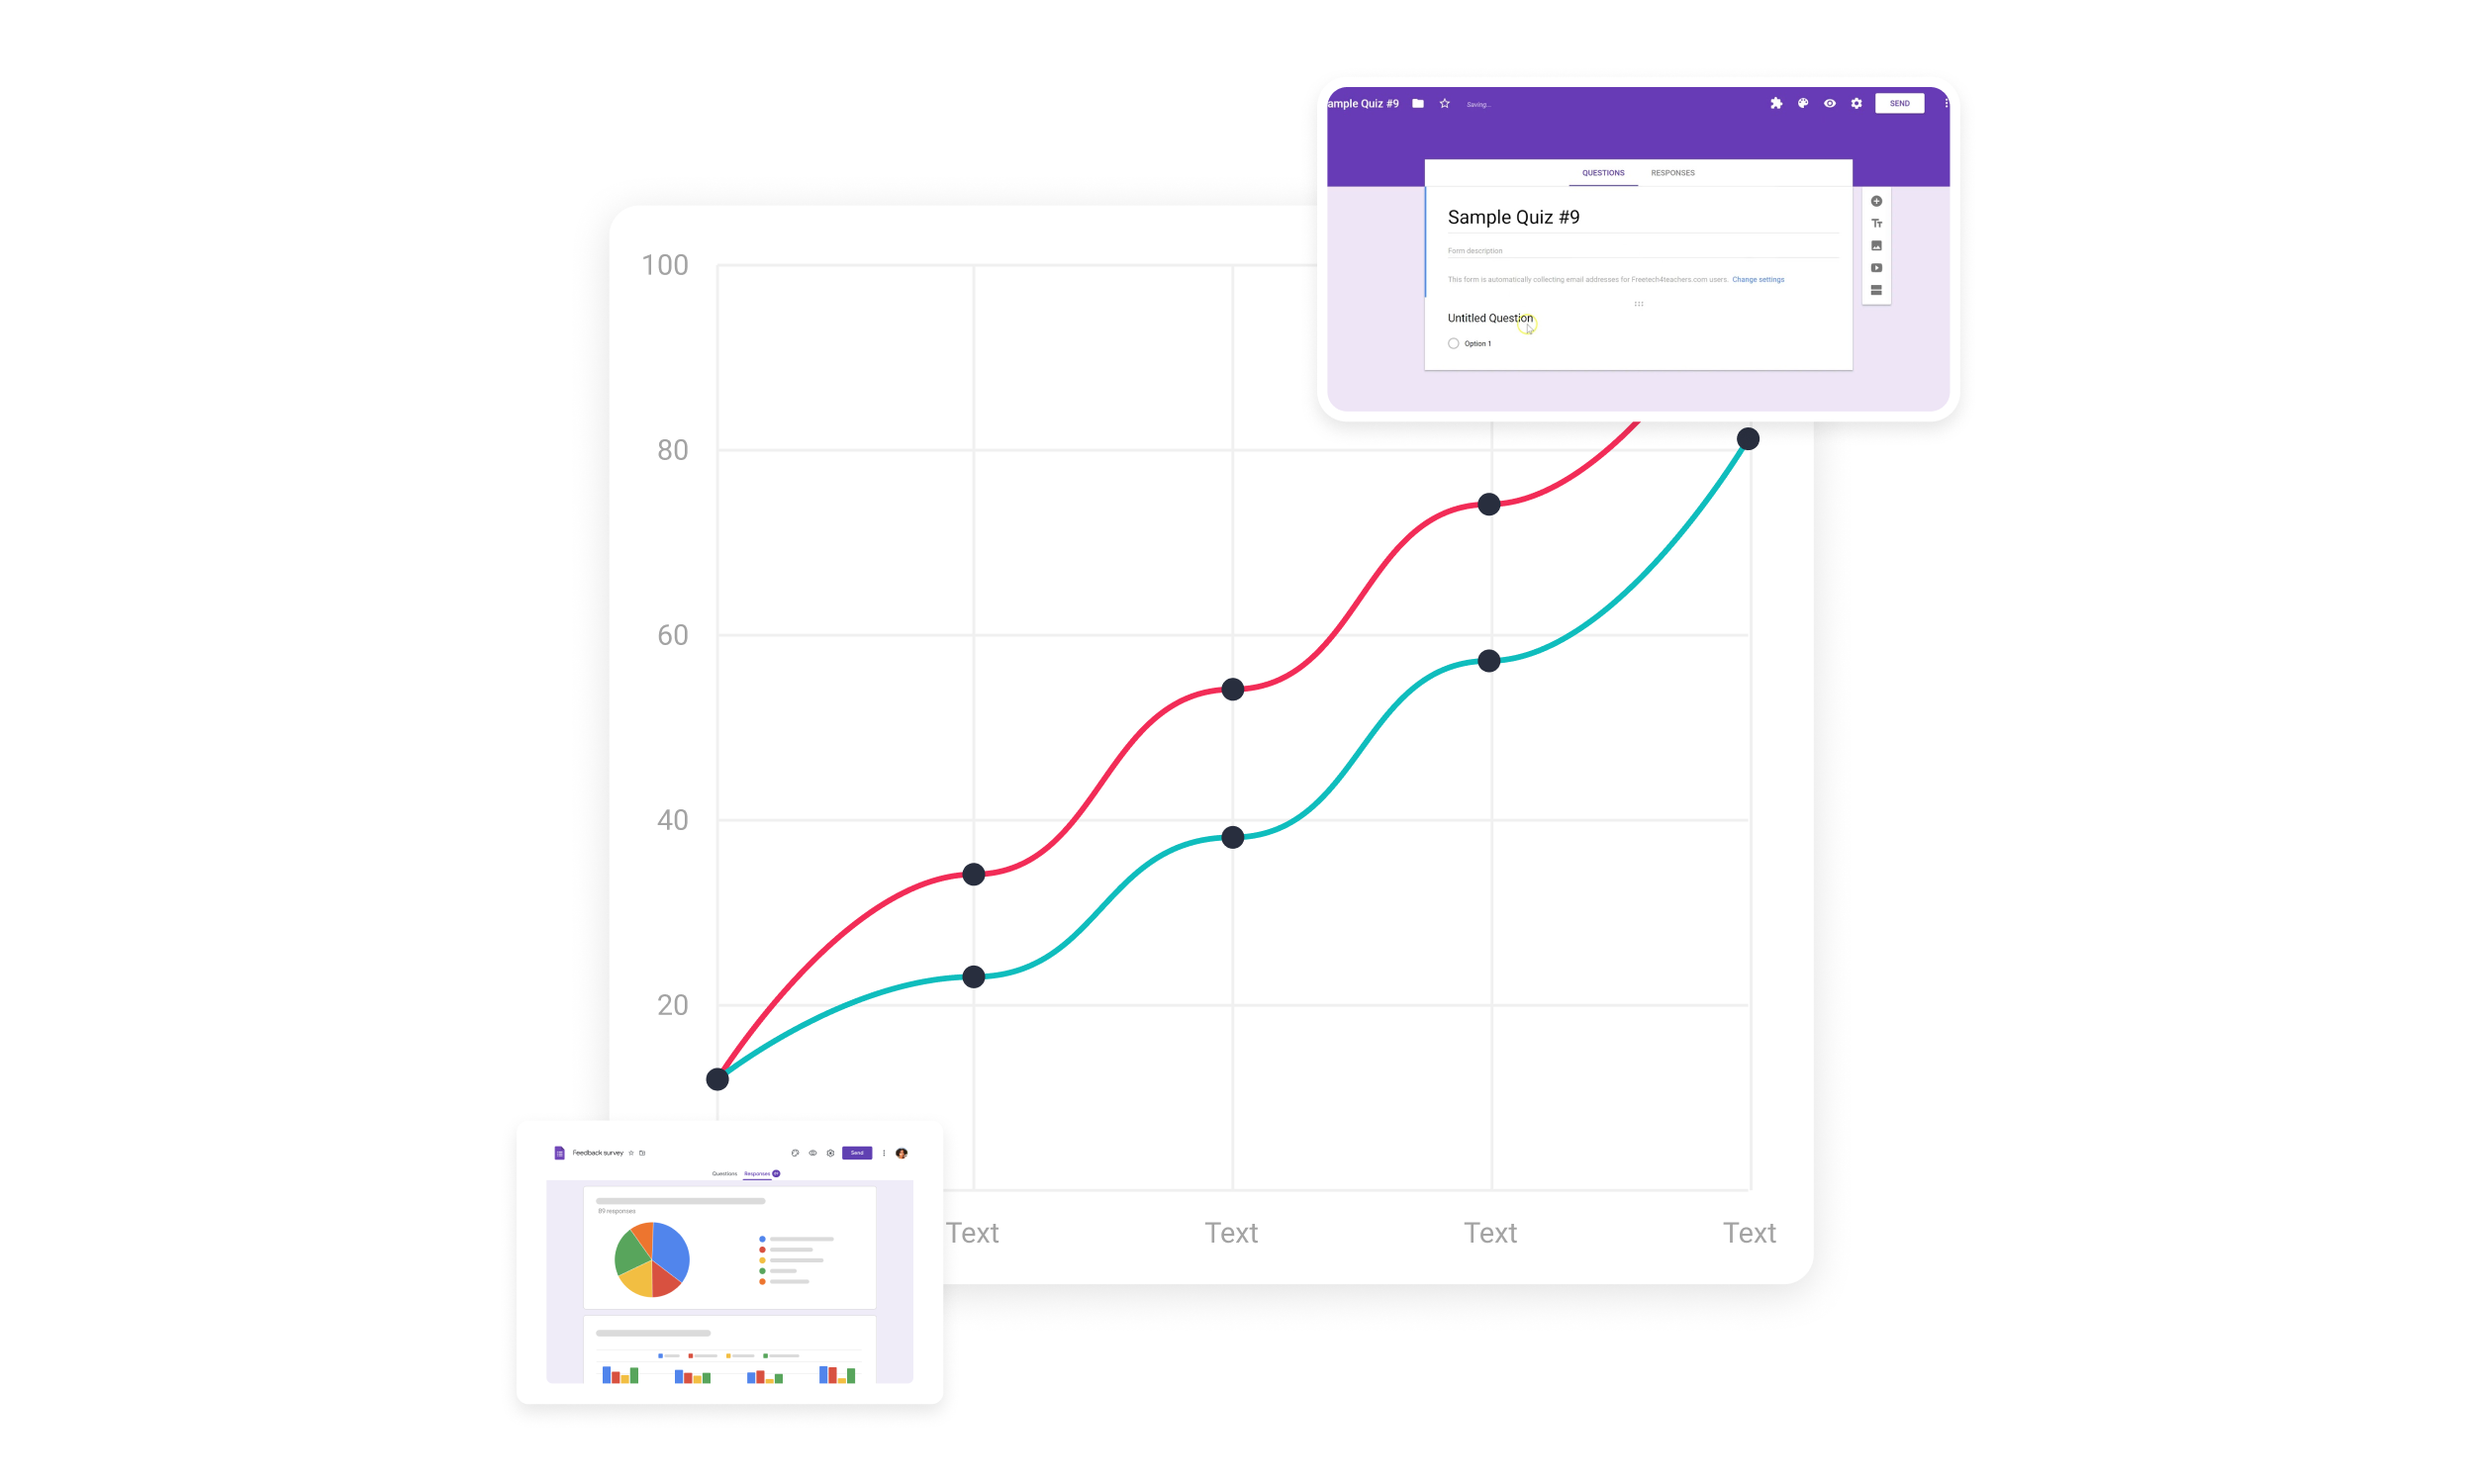 ample Quiz #9
Saving...
SEND
QUESTIONS RESPONSES
Sample Quiz #9
Form description
This form is automatically collecting email addresses for Freetech4teachers.com users. Change settings
Untitled Question
Option 1
100
80
60
40
20
Text Text Text Text
Feedback survey
Send
Questions Responses 89
89 responses